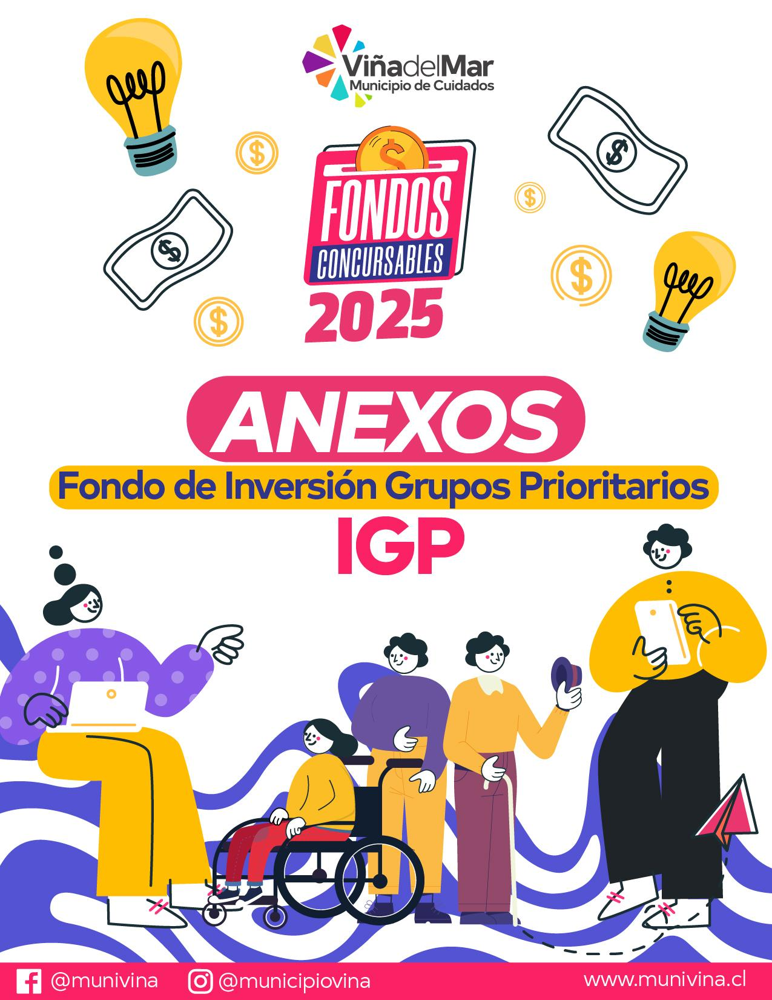 ViñadelMar
Municipio de Cuidados
$
FONDOS
CONCURSABLES
2025
$
$
$
$
$
$
ANEXOS
Fondo de Inversión Grupos Prioritarios
IGP
@munivina @municipiovina www.munivina.cl